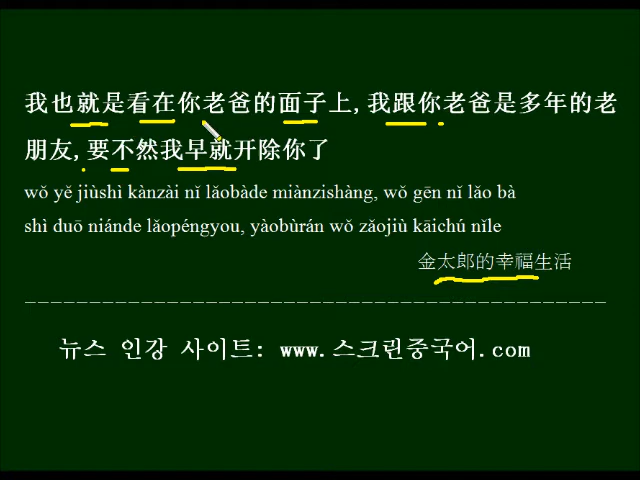 我也就是看在你老爸的面子上,我跟你老爸是多年的老
朋友,要不然我早就开除你了
wǒ yě jiùshì kànzài nǐ lǎobàde miànzishàng, wǒ gēn nǐ lǎo bà
shì duō niánde lǎopéngyou, yàobùrán wǒ zǎojiù kāichú nǐle
金太郎的幸福生活
뉴스 인강 사이트: www.스크린중국어.com